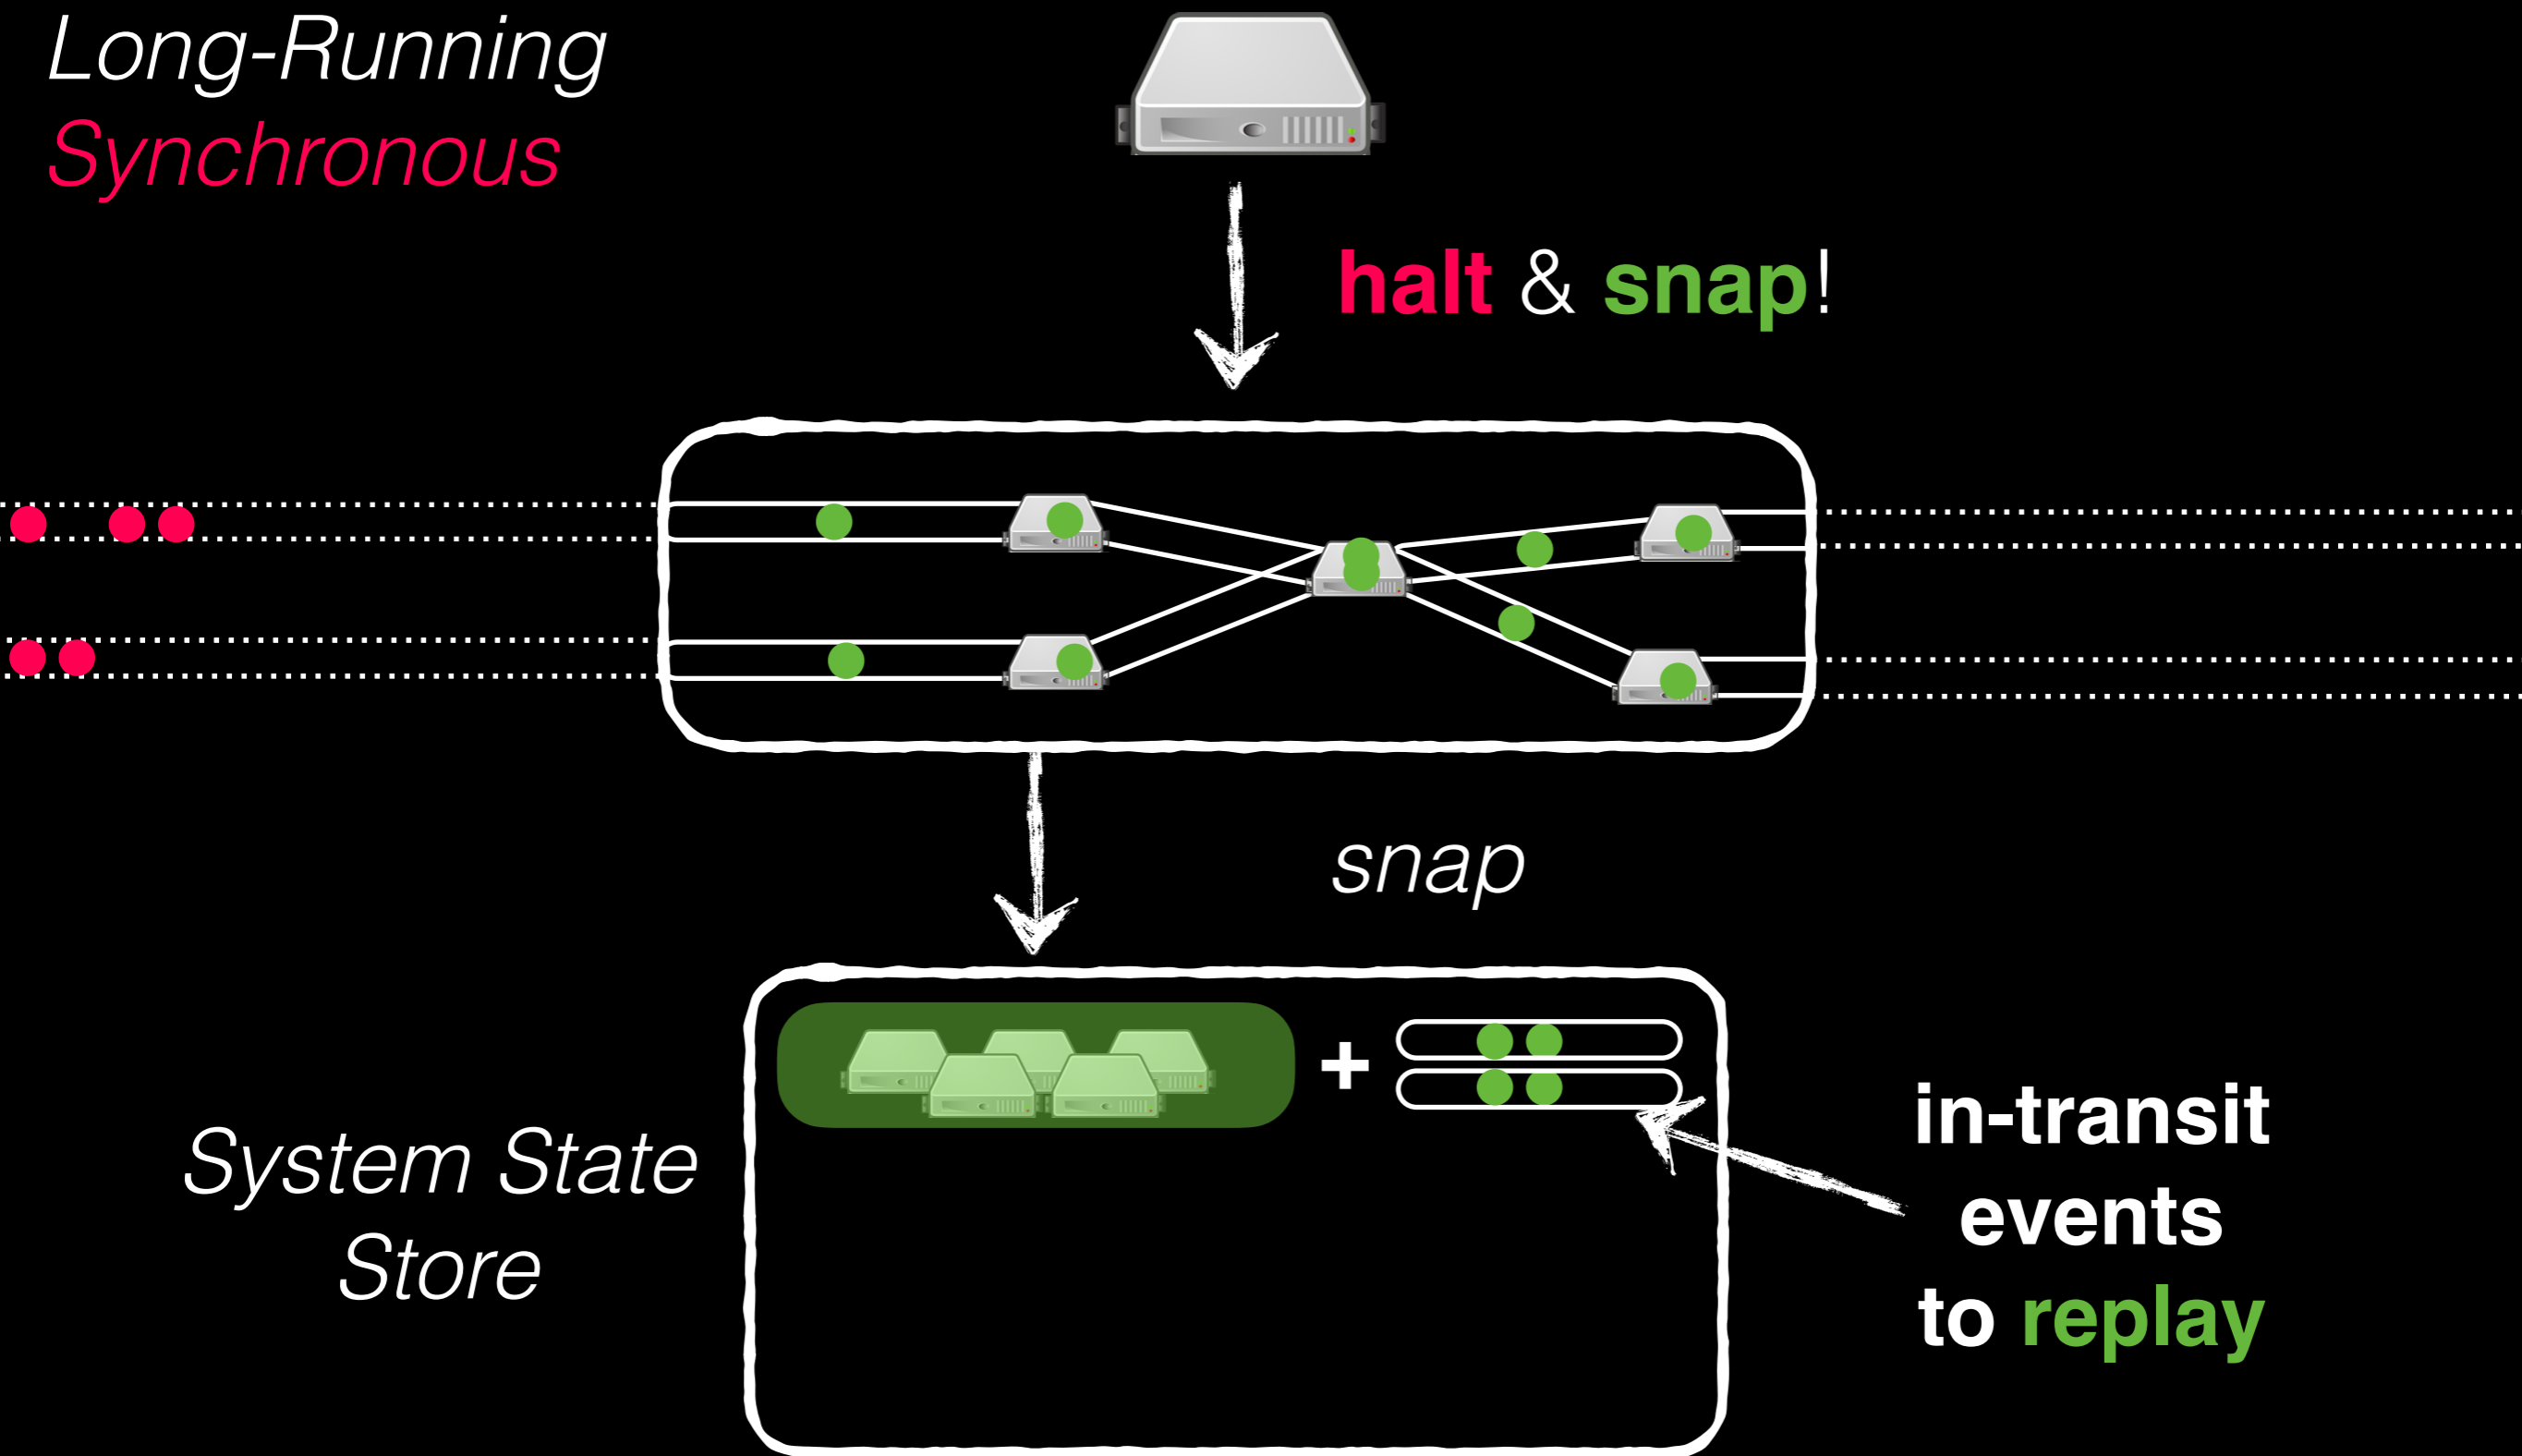 Long-Running
Synchronous
halt & snap!
snap
System State
Store
+
in-transit
events
to replay